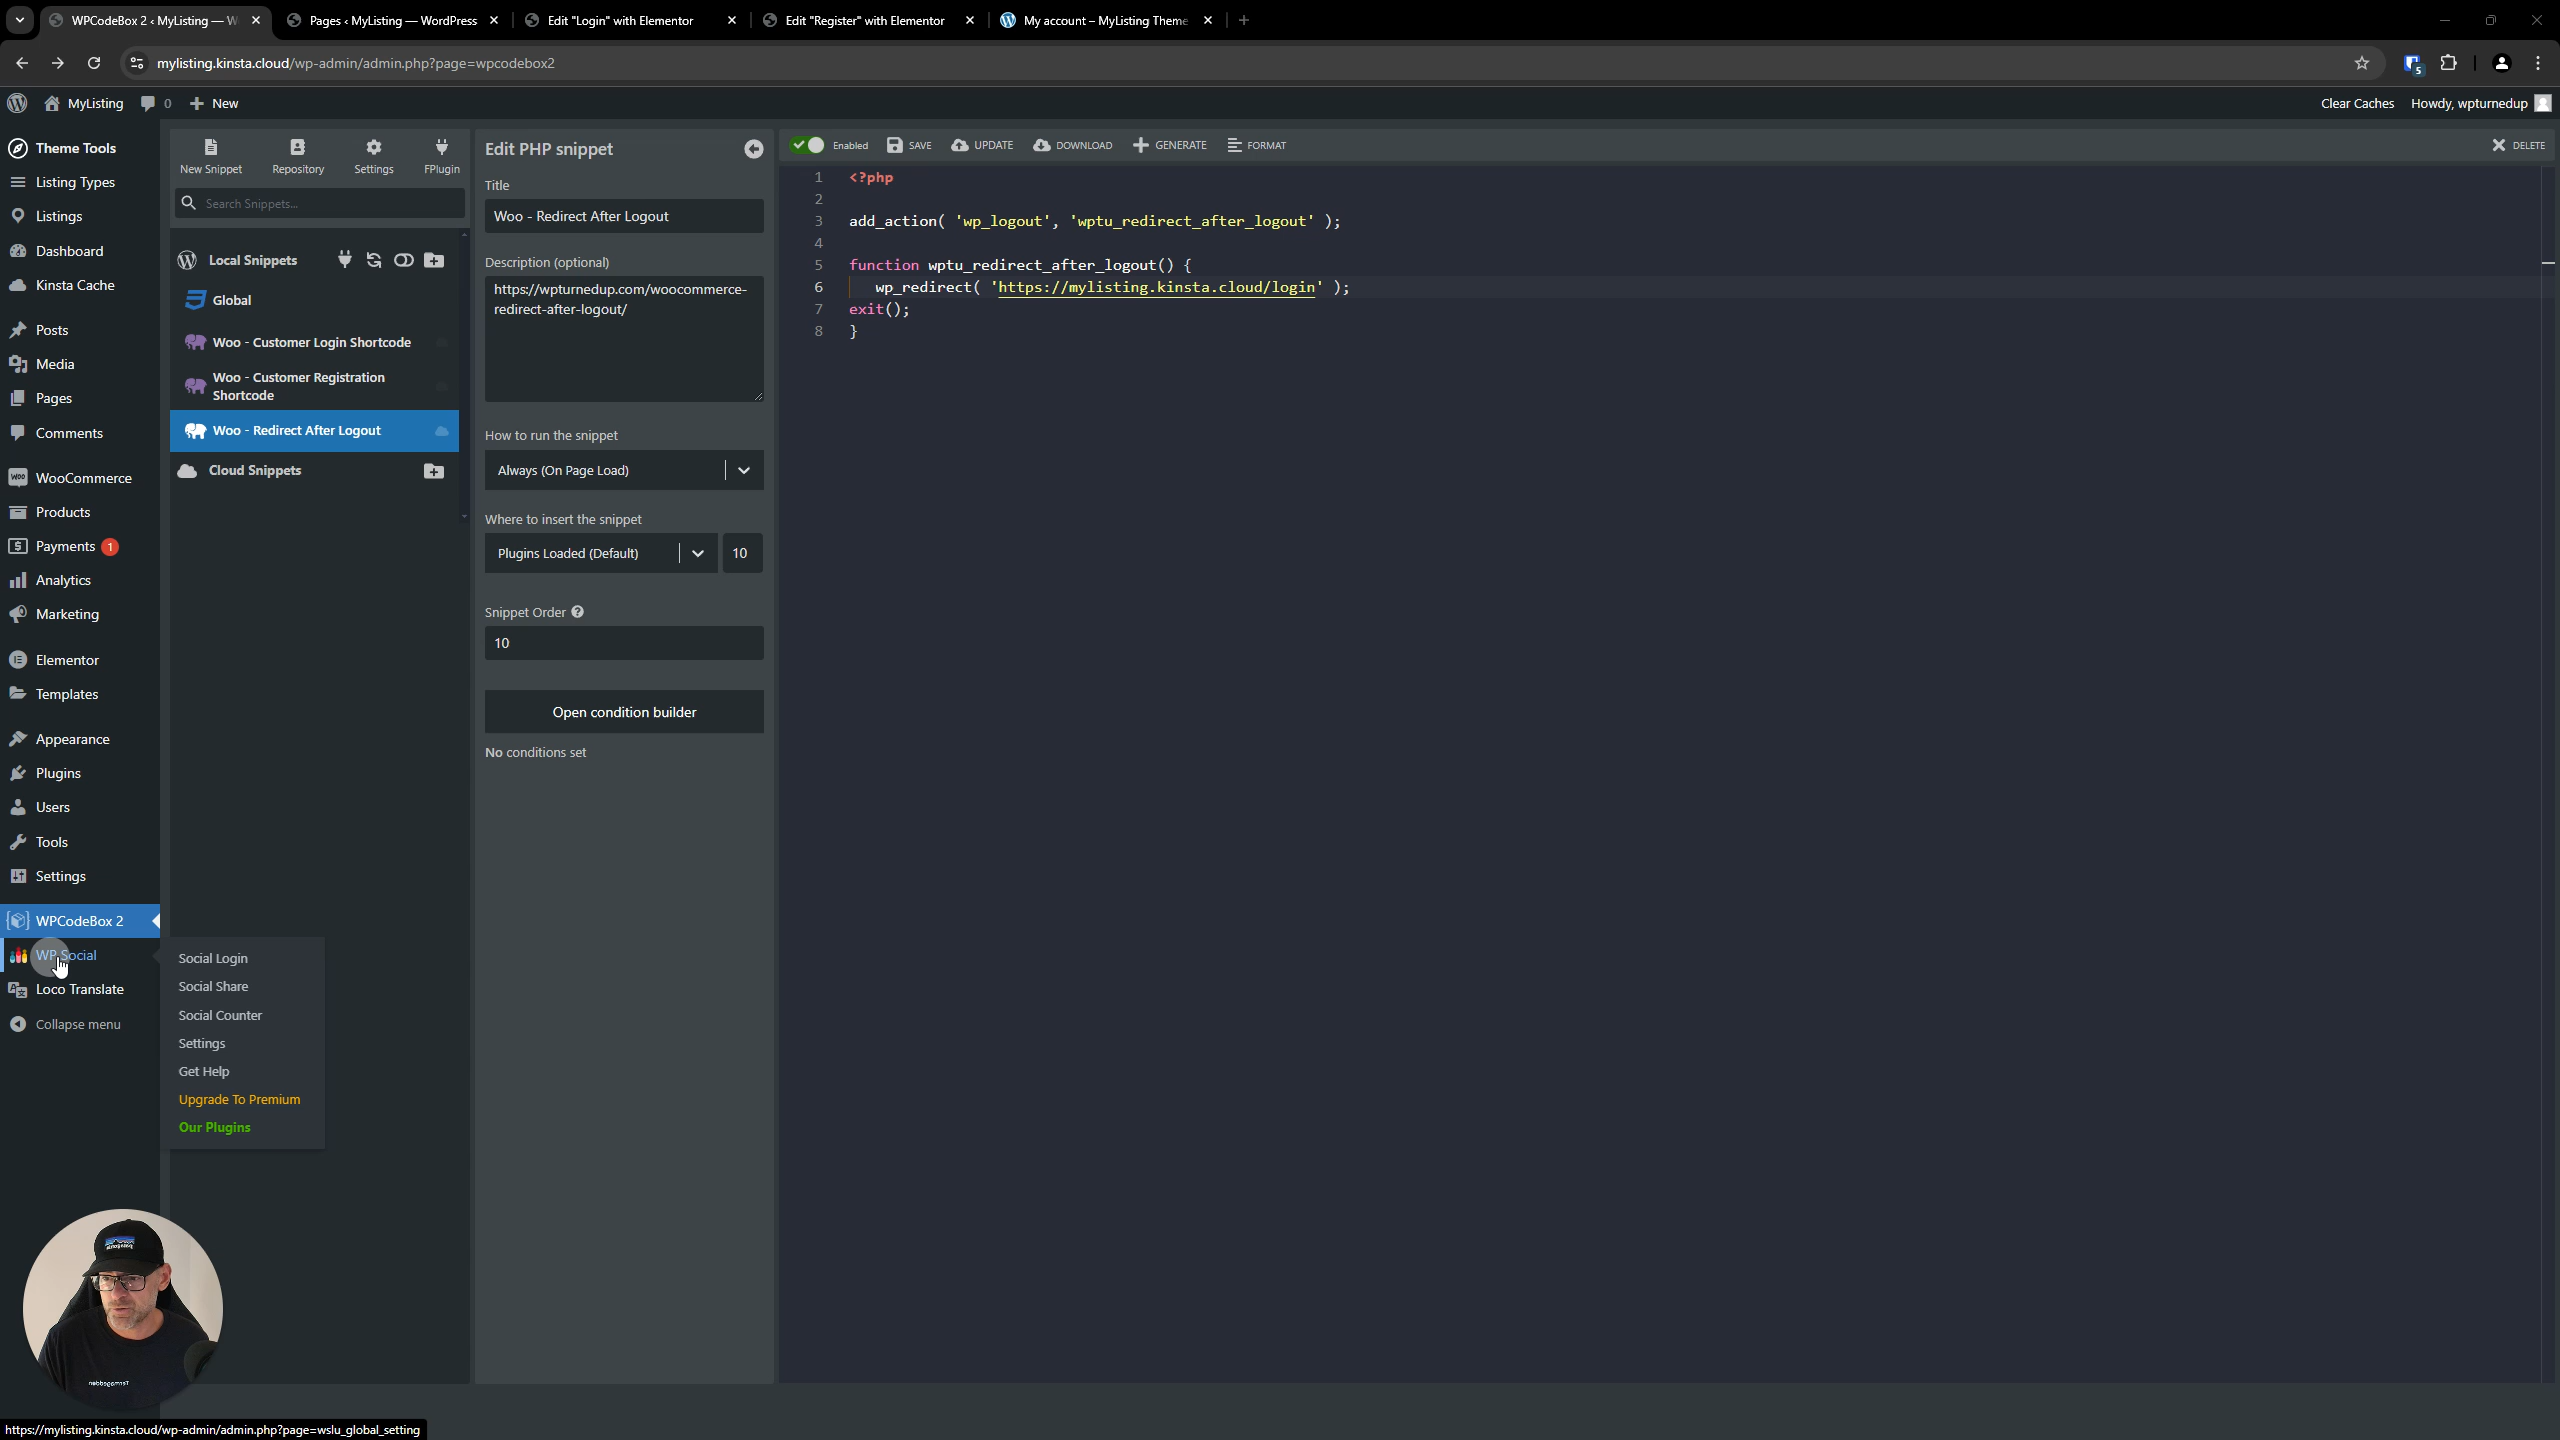 WPCodeBox 2 ‹ MyListing — W
Pages ‹ MyListing — WordPress
Edit "Login" with Elementor
Edit "Register" with Elementor
My account – MyListing Theme
mylisting.kinsta.cloud/wp-admin/admin.php?page=wpcodebox2
5
MyListing
0
New
Clear Caches
Howdy, wpturnedup
Theme Tools
Listing Types
Listings
Dashboard
Kinsta Cache
Posts
Media
Pages
Comments
WooCommerce
Products
Payments 1
Analytics
Marketing
Elementor
Templates
Appearance
Plugins
Users
Tools
Settings
WPCodeBox 2
WP Social
Loco Translate
Collapse menu
Social Login
Social Share
Social Counter
Settings
Get Help
Upgrade To Premium
Our Plugins
New Snippet
Repository
Settings
FPlugin
Search Snippets...
Local Snippets
Global
Woo - Customer Login Shortcode
Woo - Customer Registration
Shortcode
Woo - Redirect After Logout
Cloud Snippets
Edit PHP snippet
Title
Woo - Redirect After Logout
Description (optional)
https://wpturnedup.com/woocommerce-
redirect-after-logout/
How to run the snippet
Always (On Page Load)
Where to insert the snippet
Plugins Loaded (Default)
10
Snippet Order
10
Open condition builder
No conditions set
Enabled
SAVE
UPDATE
DOWNLOAD
GENERATE
FORMAT
DELETE
1 <?php
2
3 add_action( 'wp_logout', 'wptu_redirect_after_logout' );
4
5 function wptu_redirect_after_logout() {
6 wp_redirect( 'https://mylisting.kinsta.cloud/login' );
7 exit();
8 }
https://mylisting.kinsta.cloud/wp-admin/admin.php?page=wslu_global_setting